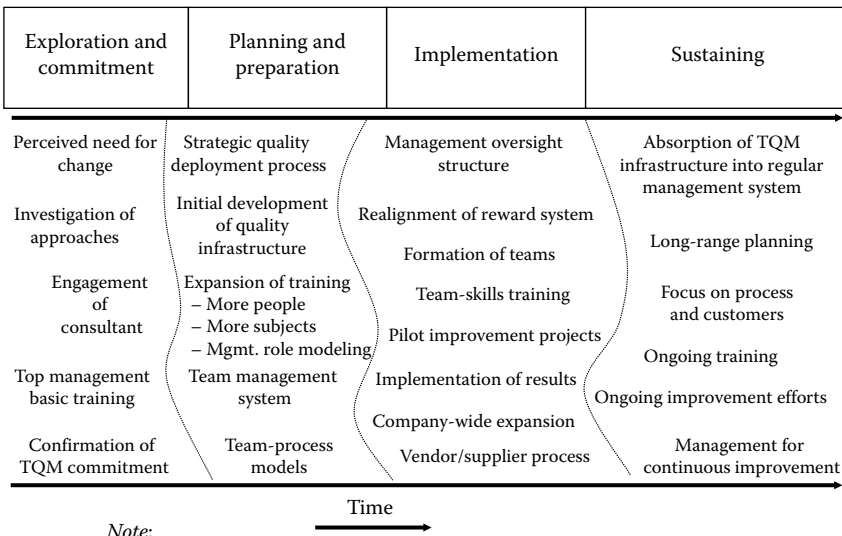 Exploration and
commitment
Planning and
preparation
Implementation
Sustaining
Perceived need for
change
Investigation of
approaches
Engagement
of
consultant
Top management
basic training
Confirmation of
TQM commitment
Strategic quality
deployment process
Initial development
of quality
infrastructure
Expansion of training
– More people
– More subjects
– Mgmt. role modeling
Team management
system
Team-process
models
Management oversight
structure
Realignment of reward system
Formation of teams
Team-skills training
Pilot improvement projects
Implementation of results
Company-wide expansion
Vendor/supplier process
Absorption of TQM
infrastructure into regular
management system
Long-range planning
Focus on process
and customers
Ongoing training
Ongoing improvement efforts
Management for
continuous improvement
Time
Note: